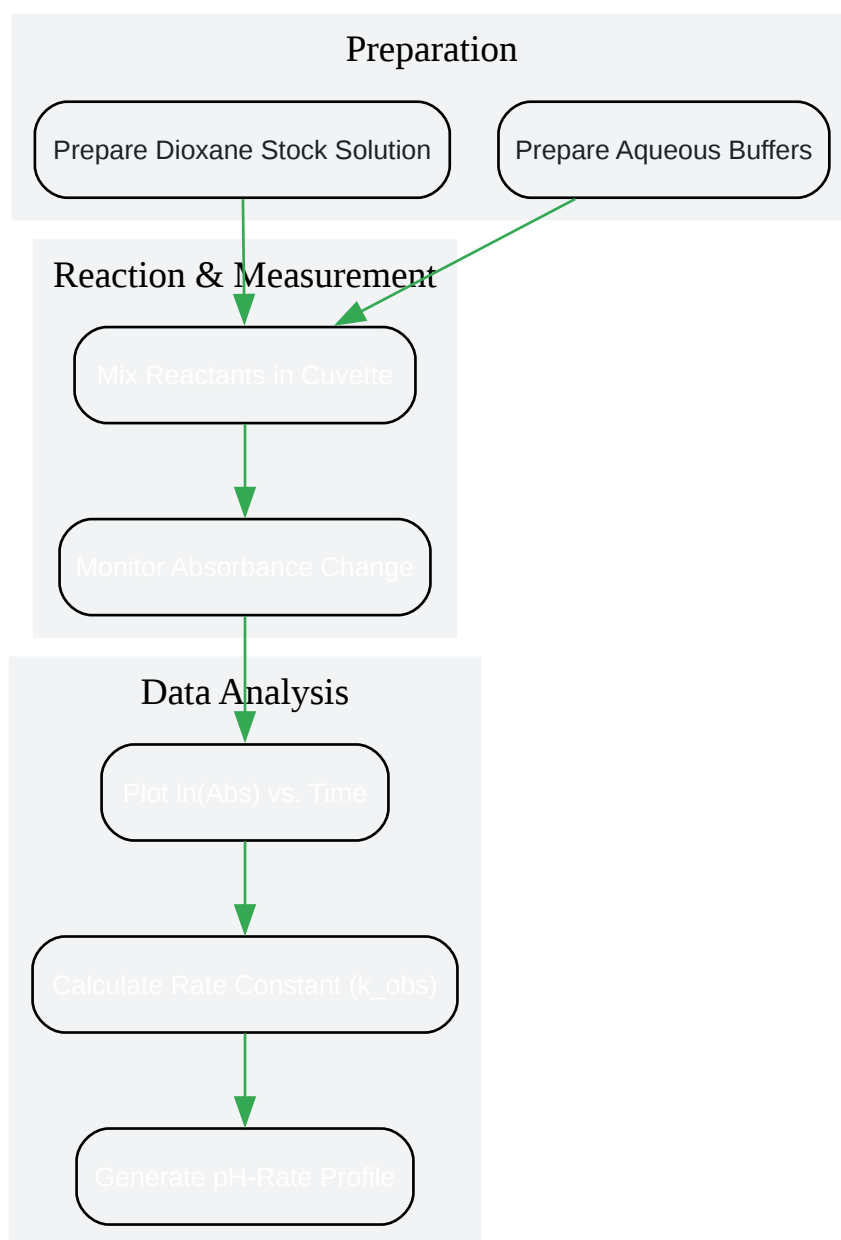 Preparation
Prepare Dioxane Stock Solution
Prepare Aqueous Buffers
Reaction & Measurement
Mix Reactants in Cuvette
Monitor Absorbance Change
Data Analysis
Plot ln(Abs) vs. Time
Calculate Rate Constant (k_obs)
Generate pH-Rate Profile